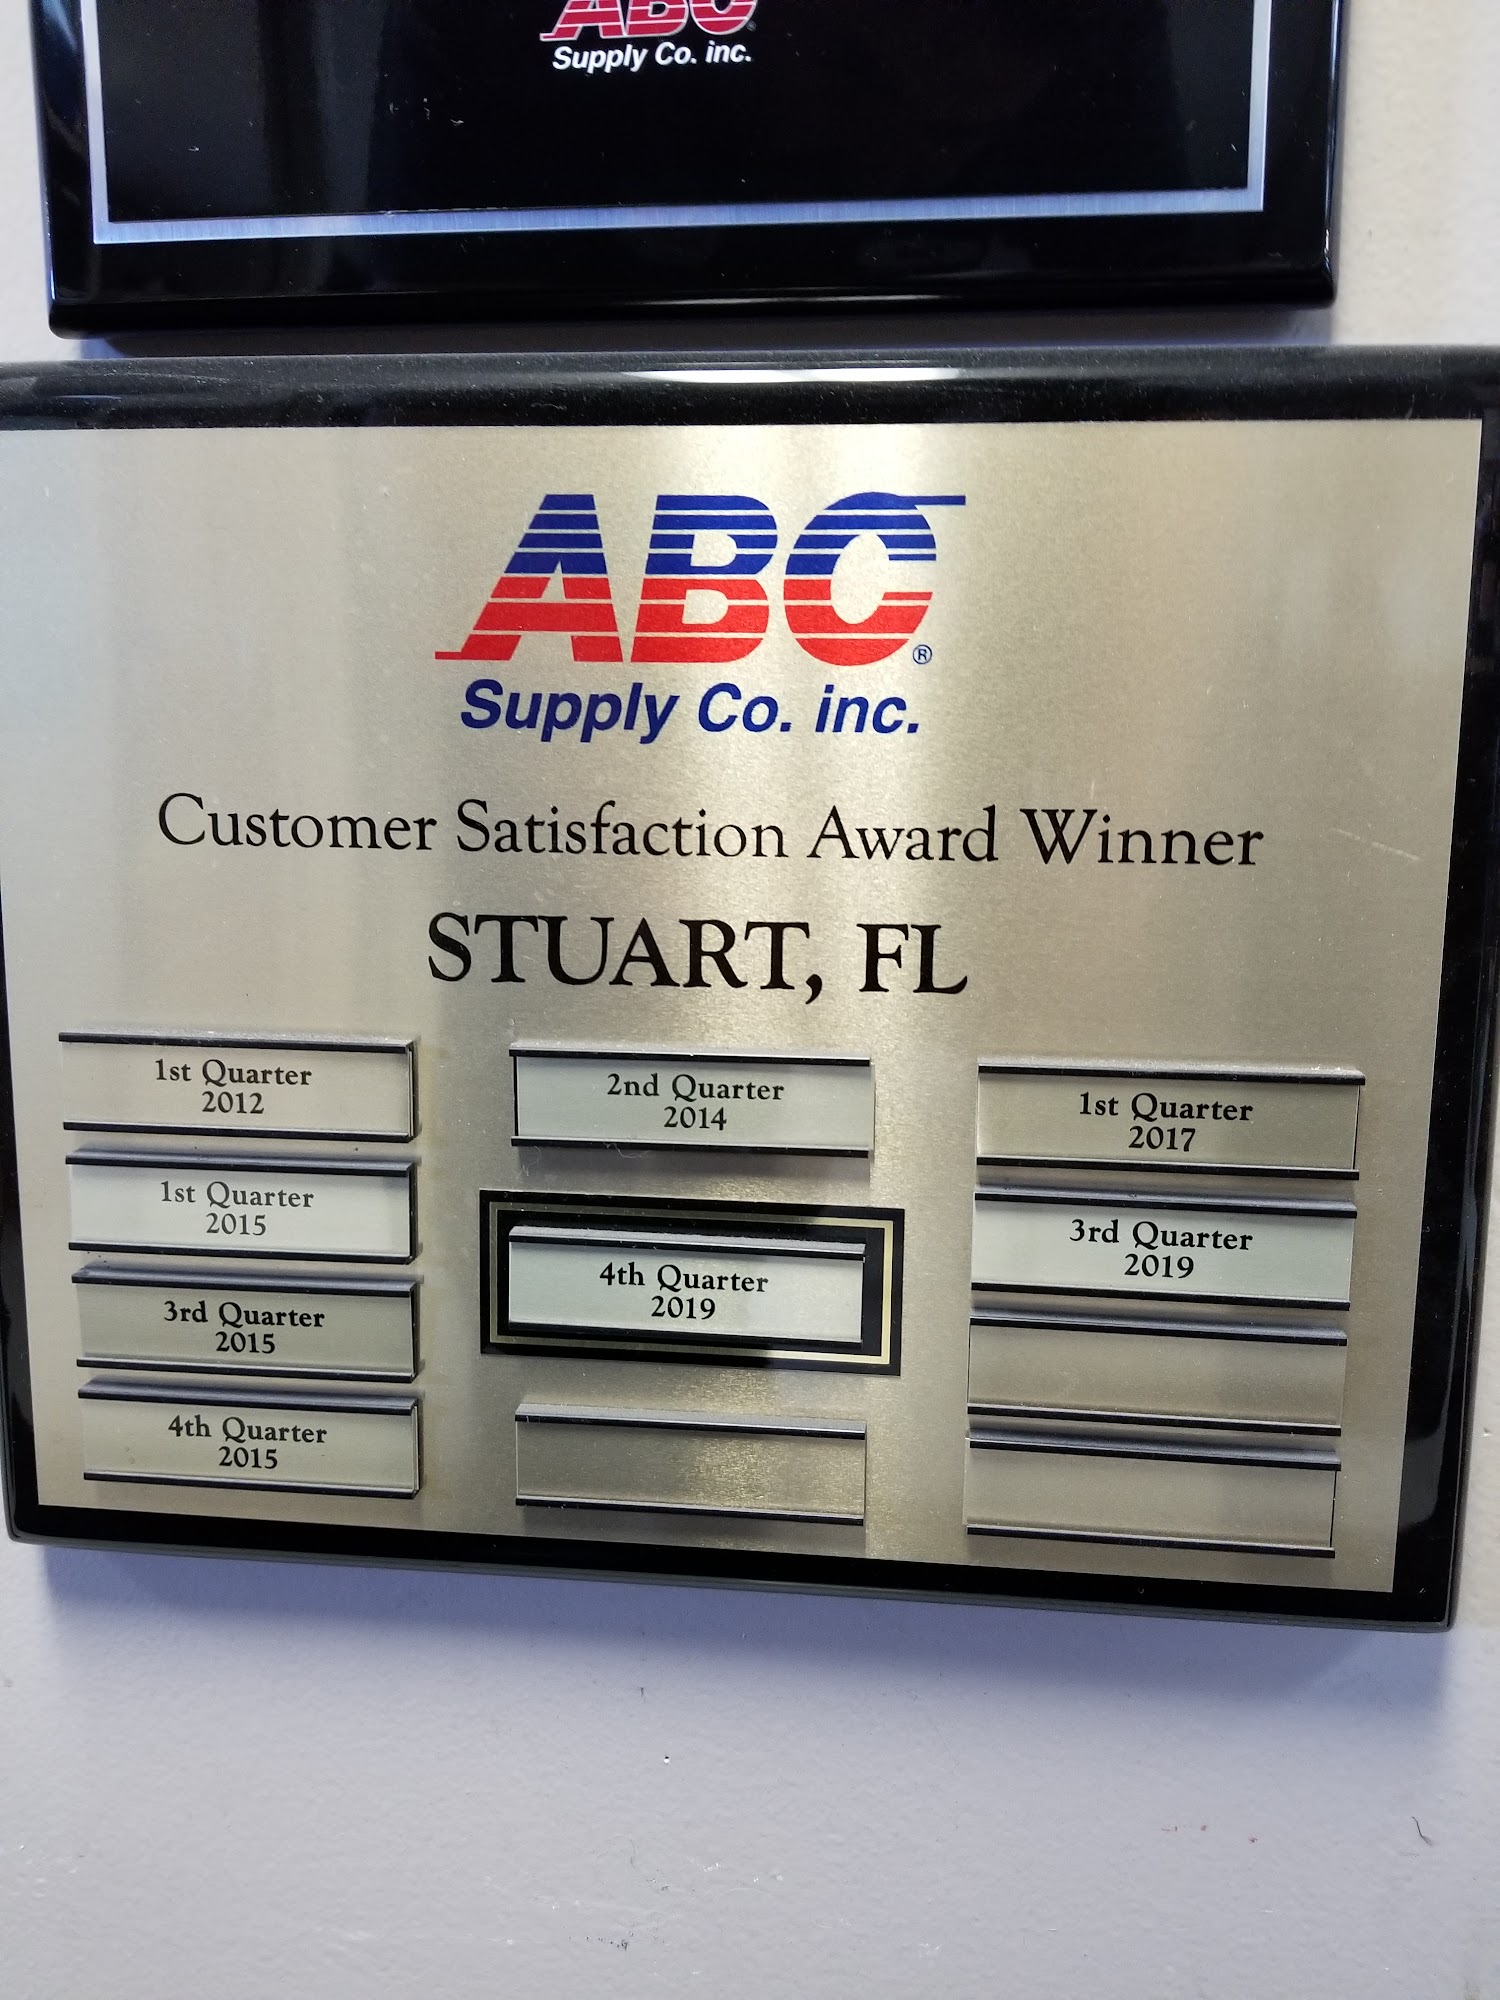 ABC
Supply Co. inc.
ABC®
Supply Co. inc.
Customer Satisfaction Award Winner
STUART, FL
1st Quarter
2012
1st Quarter
2015
3rd Quarter
2015
4th Quarter
2015
2nd Quarter
2014
4th Quarter
2019
1st Quarter
2017
3rd Quarter
2019